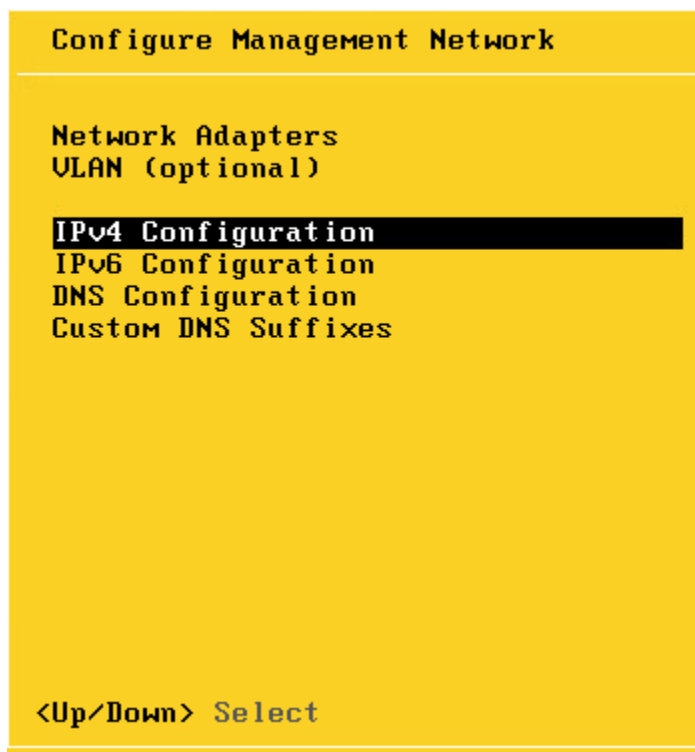 Configure Management Network
Network Adapters
VLAN (optional)
IPv4 Configuration
IPv6 Configuration
DNS Configuration
Custom DNS Suffixes
<Up/Down> Select